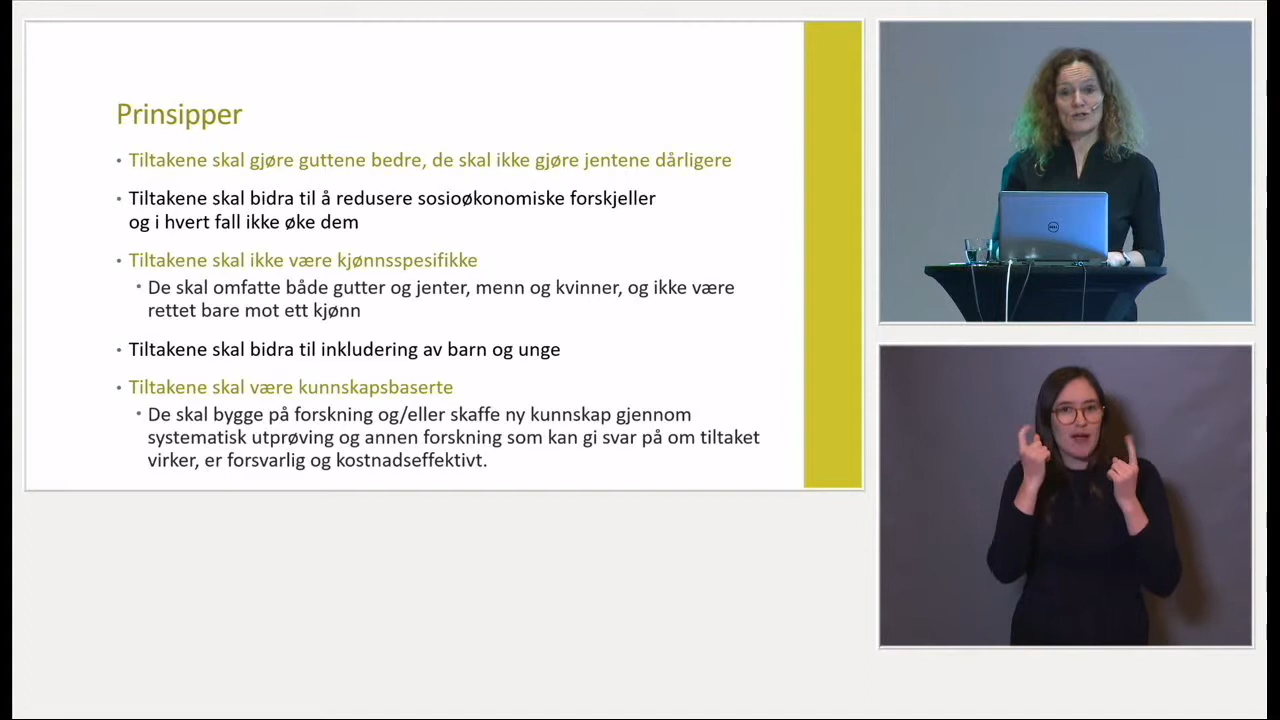 Prinsipper
• Tiltakene skal gjøre guttene bedre, de skal ikke gjøre jentene dårligere
• Tiltakene skal bidra til å redusere sosioøkonomiske forskjeller
og i hvert fall ikke øke dem
• Tiltakene skal ikke være kjønnsspesifikke
• De skal omfatte både gutter og jenter, menn og kvinner, og ikke være
rettet bare mot ett kjønn
• Tiltakene skal bidra til inkludering av barn og unge
• Tiltakene skal være kunnskapsbaserte
• De skal bygge på forskning og/eller skaffe ny kunnskap gjennom
systematisk utprøving og annen forskning som kan gi svar på om tiltaket
virker, er forsvarlig og kostnadseffektivt.
DELL